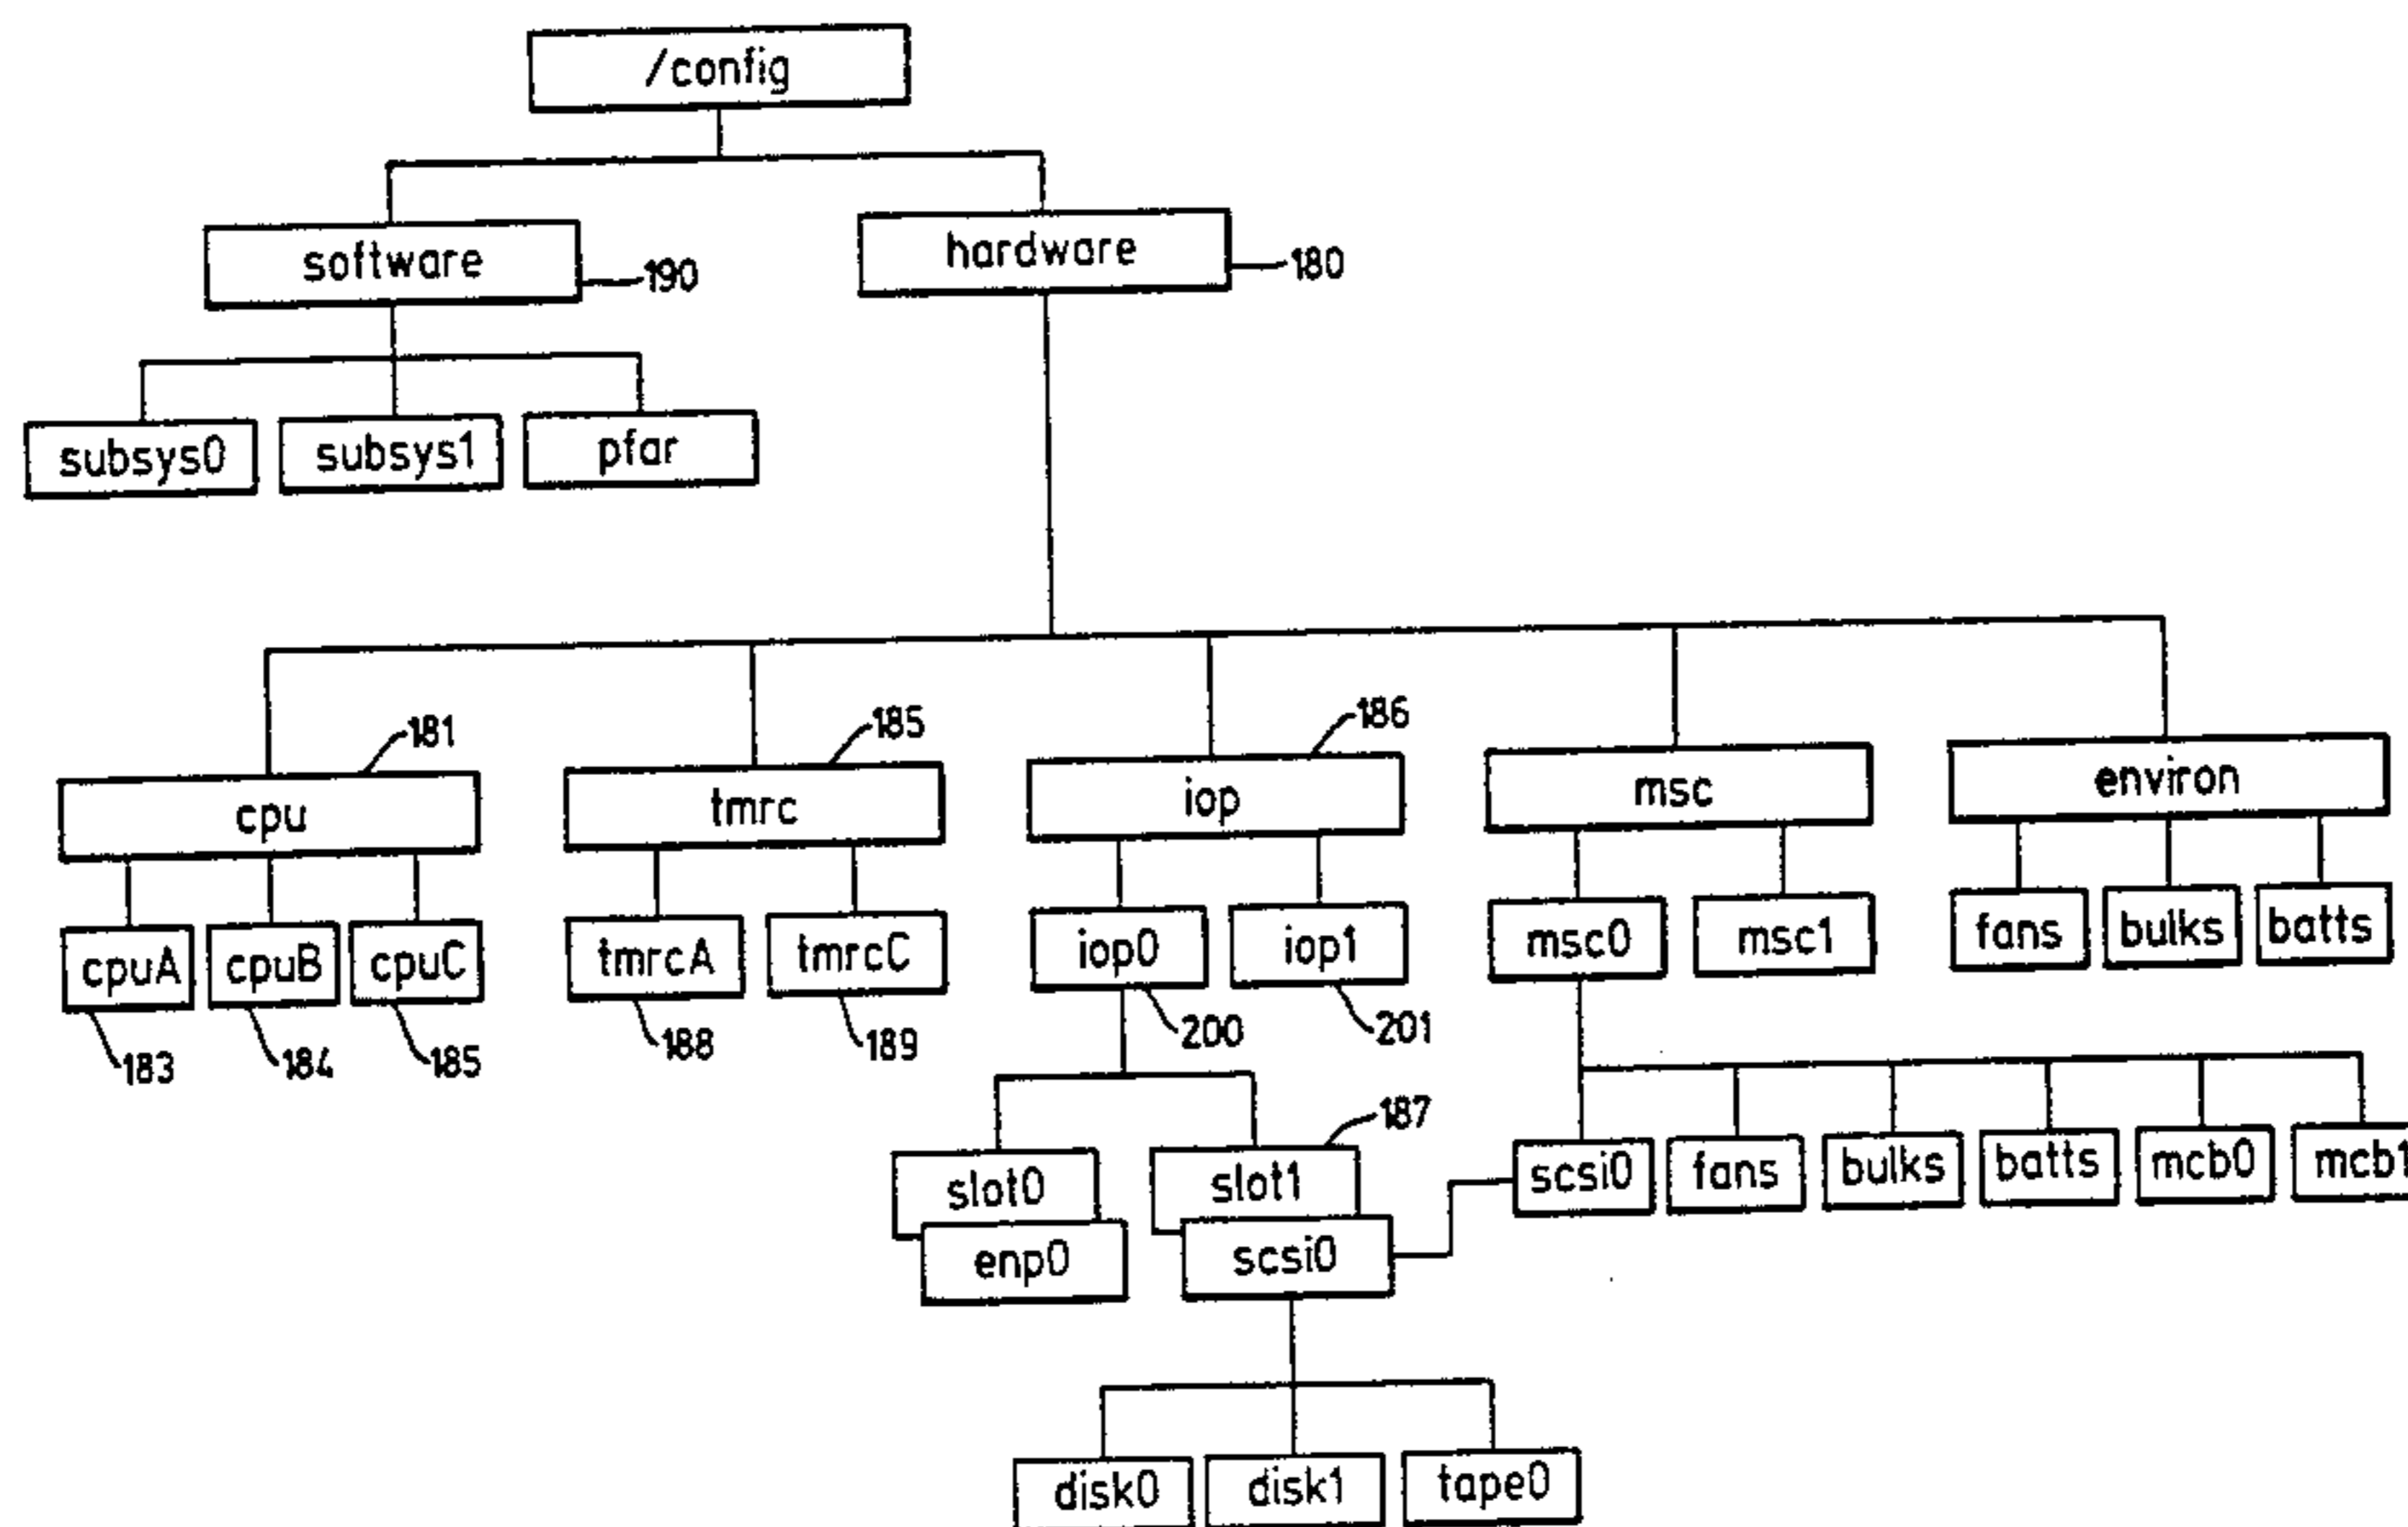 /config
software
190
hardware
180
subsys0
subsys1
pfar
181
185
186
cpu
tmrc
iop
msc
environ
cpuA
cpuB
cpuC
tmrcA
tmrcC
iop0
iop1
msc0
msc1
fans
bulks
batts
183
184
185
188
189
200
201
187
slot0
enp0
slot1
scsi0
scsi0
fans
bulks
batts
mcb0
mcb1
disk0
disk1
tape0